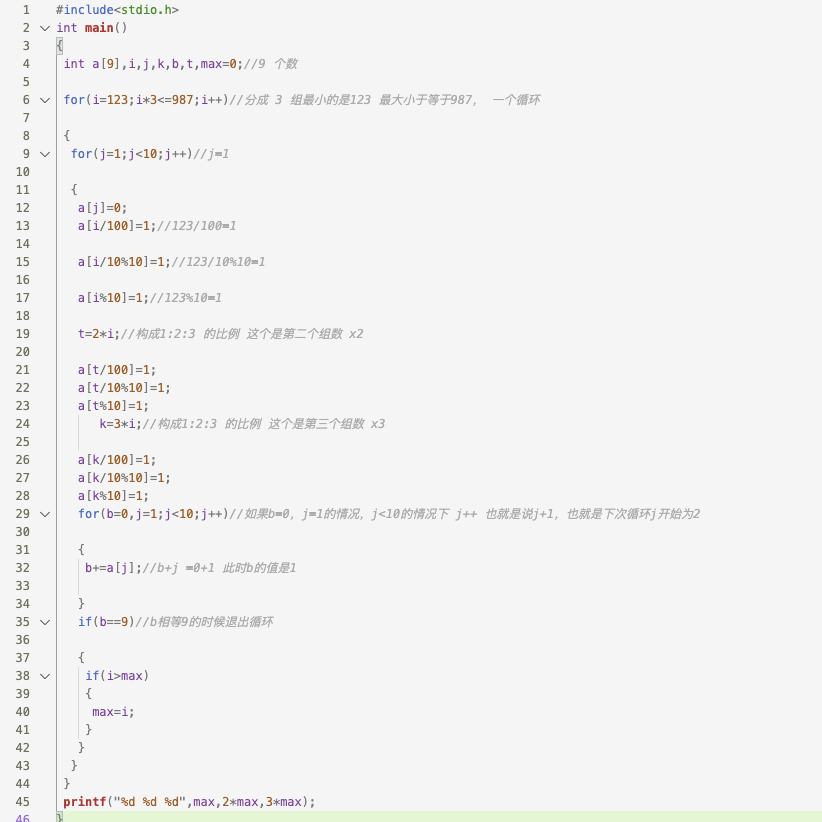 1 #include<stdio.h>
2 int main()
3 {
4 int a[9],i,j,k,b,t,max=0;//9 个数
5
6 for(i=123;i*3<=987;i++)//分成 3 组最小的是123 最大小于等于987， 一个循环
7
8 {
9 for(j=1;j<10;j++)//j=1
10
11 {
12 a[j]=0;
13 a[i/100]=1;//123/100=1
14
15 a[i/10%10]=1;//123/10%10=1
16
17 a[i%10]=1;//123%10=1
18
19 t=2*i;//构成1:2:3 的比例 这个是第二个组数 x2
20
21 a[t/100]=1;
22 a[t/10%10]=1;
23 a[t%10]=1;
24 k=3*i;//构成1:2:3 的比例 这个是第三个组数 x3
25
26 a[k/100]=1;
27 a[k/10%10]=1;
28 a[k%10]=1;
29 for(b=0,j=1;j<10;j++)//如果b=0，j=1的情况，j<10的情况下 j++ 也就是说j+1，也就是下次循环j开始为2
30
31 {
32 b+=a[j];//b+j =0+1 此时b的值是1
33
34 }
35 if(b==9)//b相等9的时候退出循环
36
37 {
38 if(i>max)
39 {
40 max=i;
41 }
42 }
43 }
44 }
45 printf("%d %d %d",max,2*max,3*max);
46 }